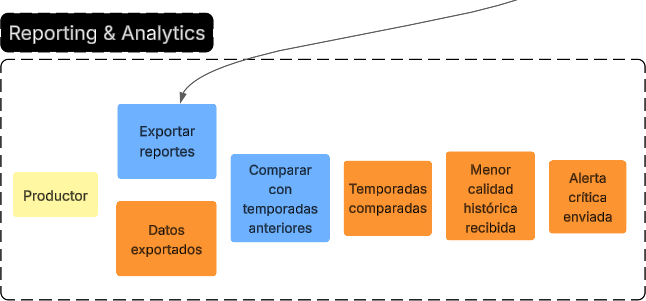 Reporting & Analytics
Productor
Exportar
reportes
Datos
exportados
Comparar
con
temporadas
anteriores
Temporadas
comparadas
Menor
calidad
histórica
recibida
Alerta
crítica
enviada